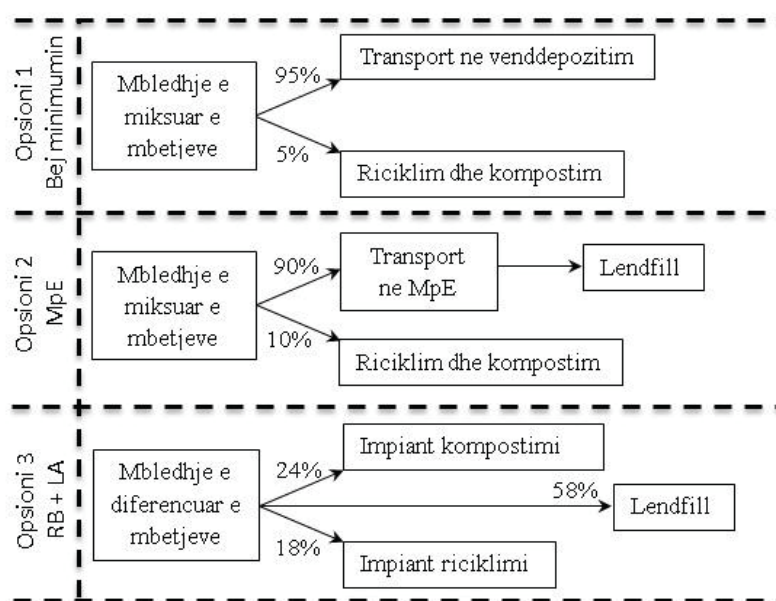 Opsioni 1
Bej minimumin
Mbledhje e
miksuar e
mbetjeve
95%
5%
Transport ne venddepozitim
Riciklim dhe kompostim
Opsioni 2
MpE
Mbledhje e
miksuar e
mbetjeve
90%
10%
Transport
ne MpE
Lendfill
Riciklim dhe kompostim
Opsioni 3
RB + LA
Mbledhje e
diferencuar e
mbetjeve
24%
18%
Impiant kompostimi
58%
Lendfill
Impiant riciklimi